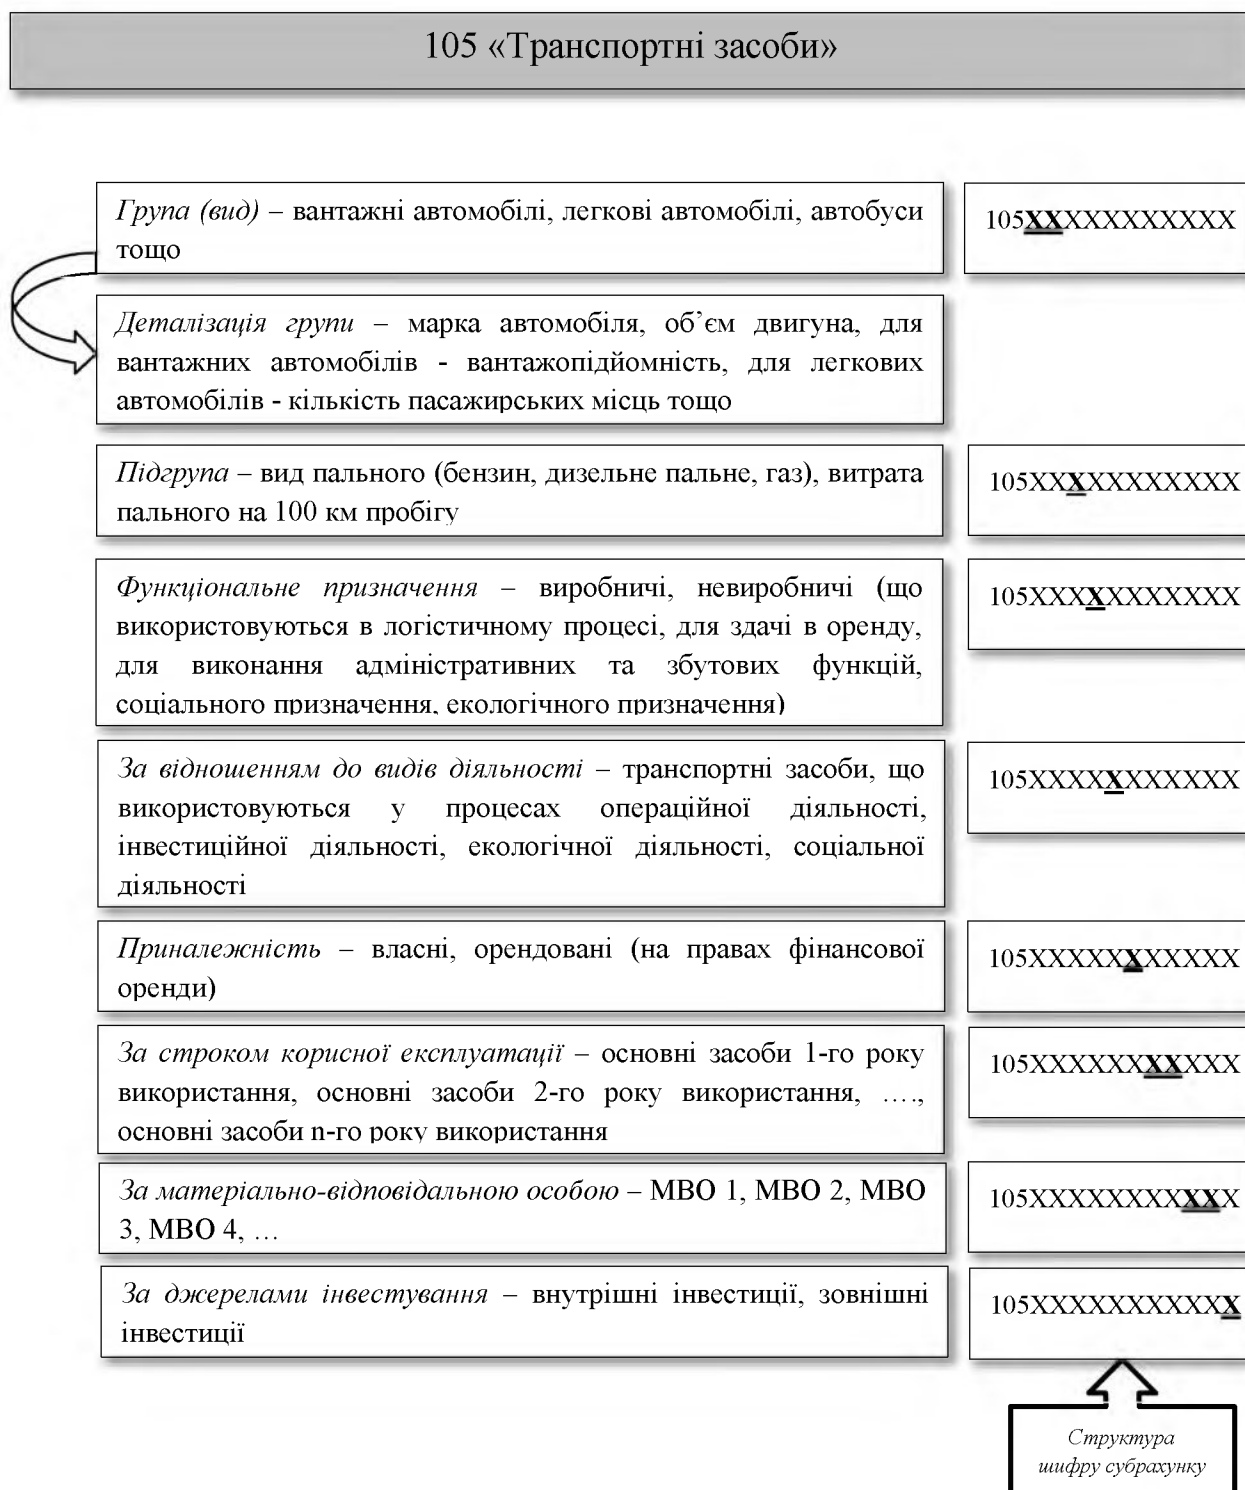 105 «Транспортні засоби»
Група (вид) – вантажні автомобілі, легкові автомобілі, автобуси
тощо
105XXXXXXXXXXX
Деталізація групи – марка автомобіля, об’єм двигуна, для
вантажних автомобілів - вантажопідйомність, для легкових
автомобілів - кількість пасажирських місць тощо
Підгрупа – вид пального (бензин, дизельне пальне, газ), витрата
пального на 100 км пробігу
105XXXXXXXXXXX
Функціональне призначення – виробничі, невиробничі (що
використовуються в логістичному процесі, для здачі в оренду,
для виконання адміністративних та збутових функцій,
соціального призначення, екологічного призначення)
105XXXXXXXXXXX
За відношенням до видів діяльності – транспортні засоби, що
використовуються у процесах операційної діяльності,
інвестиційної діяльності, екологічної діяльності, соціальної
діяльності
105XXXXXXXXXXX
Приналежність – власні, орендовані (на правах фінансової
оренди)
105XXXXXXXXXXX
За строком корисної експлуатації – основні засоби 1-го року
використання, основні засоби 2-го року використання, ….,
основні засоби n-го року використання
105XXXXXXXXXXX
За матеріально-відповідальною особою – МВО 1, МВО 2, МВО
3, МВО 4, …
105XXXXXXXXXXX
За джерелами інвестування – внутрішні інвестиції, зовнішні
інвестиції
105XXXXXXXXXXX
Структура
шифру субрахунку